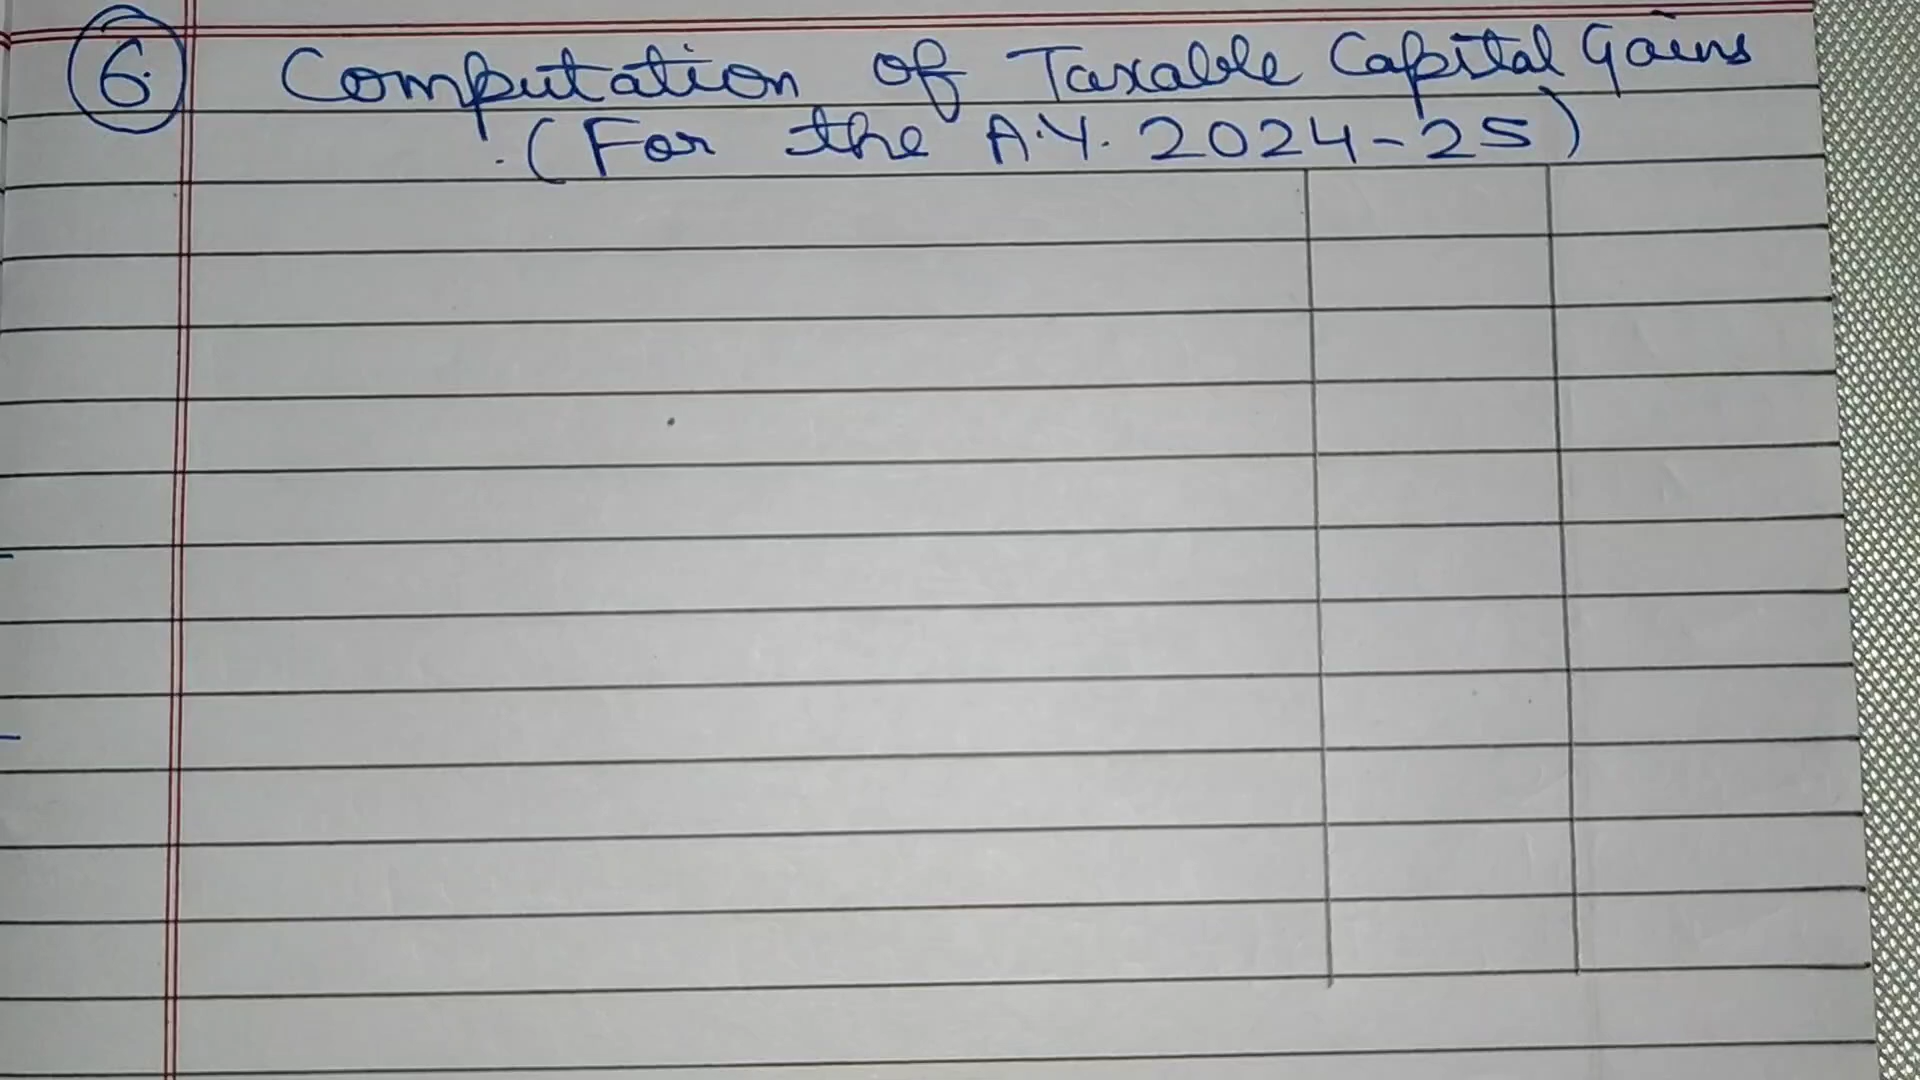 6. Computation of Taxable Capital Gains
(For the A.Y. 2024-25)